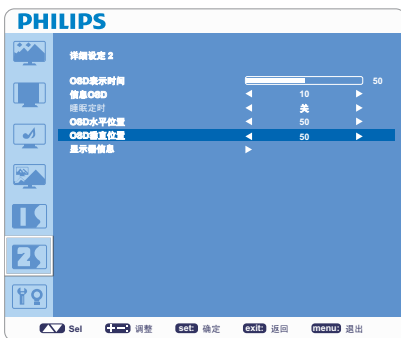 PHILIPS
详细设定 2
OSD表示时间 50
信息OSD 10
睡眠定时 关
OSD水平位置 50
OSD垂直位置 50
显示器信息
Sel 调整 set: 确定 exit: 返回 menu: 退出